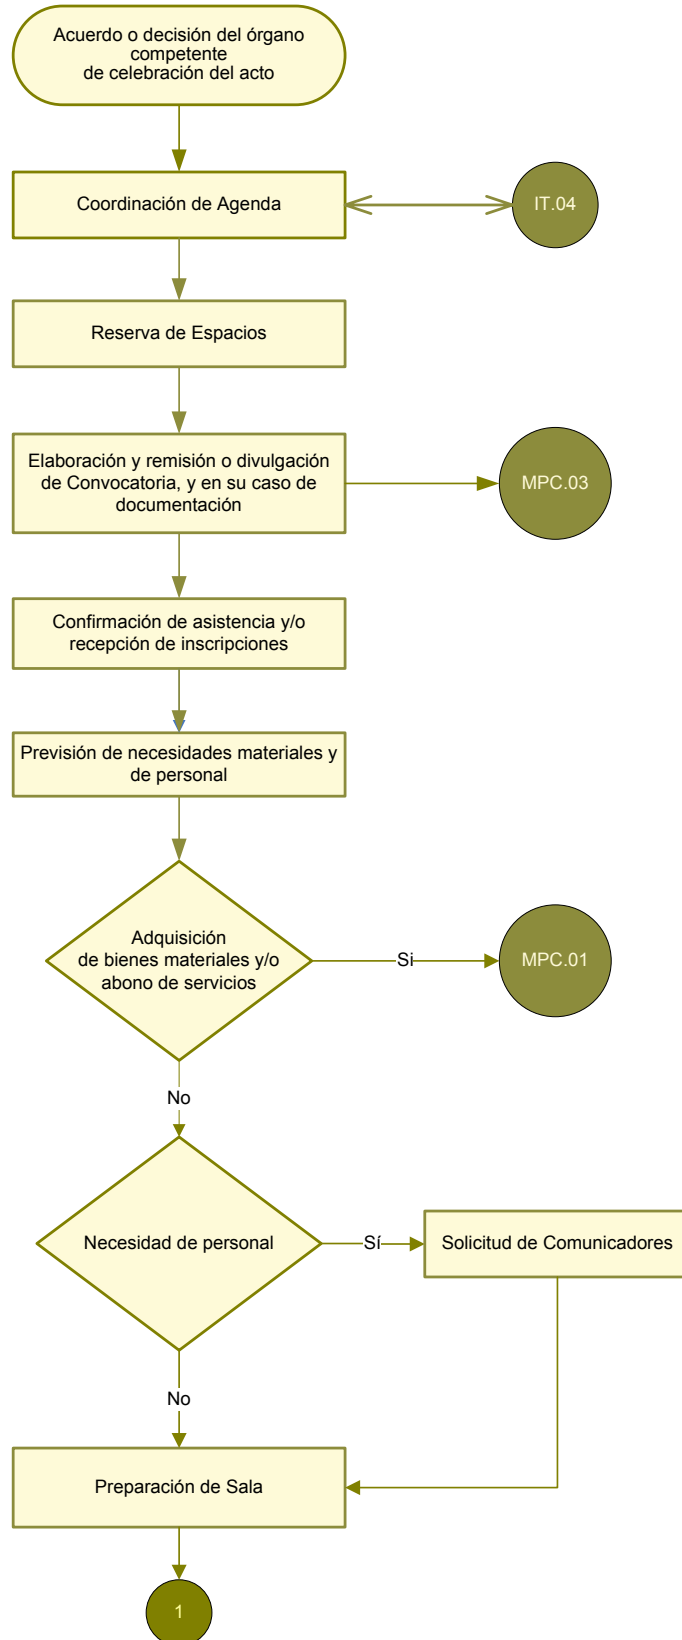 Acuerdo o decisión del órgano
competente
de celebración del acto
Coordinación de Agenda
IT.04
Reserva de Espacios
Elaboración y remisión o divulgación
de Convocatoria, y en su caso de
documentación
MPC.03
Confirmación de asistencia y/o
recepción de inscripciones
Previsión de necesidades materiales y
de personal
Adquisición
de bienes materiales y/o
abono de servicios
Si
MPC.01
No
Necesidad de personal
Sí
Solicitud de Comunicadores
No
Preparación de Sala
1